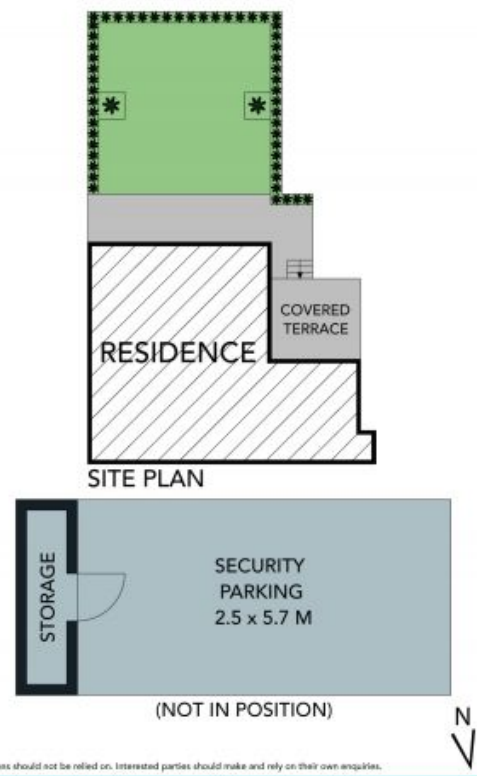 COVERED
TERRACE
RESIDENCE
SITE PLAN
STORAGE
SECURITY
PARKING
2.5 x 5.7 M
(NOT IN POSITION)
N
should not be relied on. Interested parties should make and rely on their own enquiries.